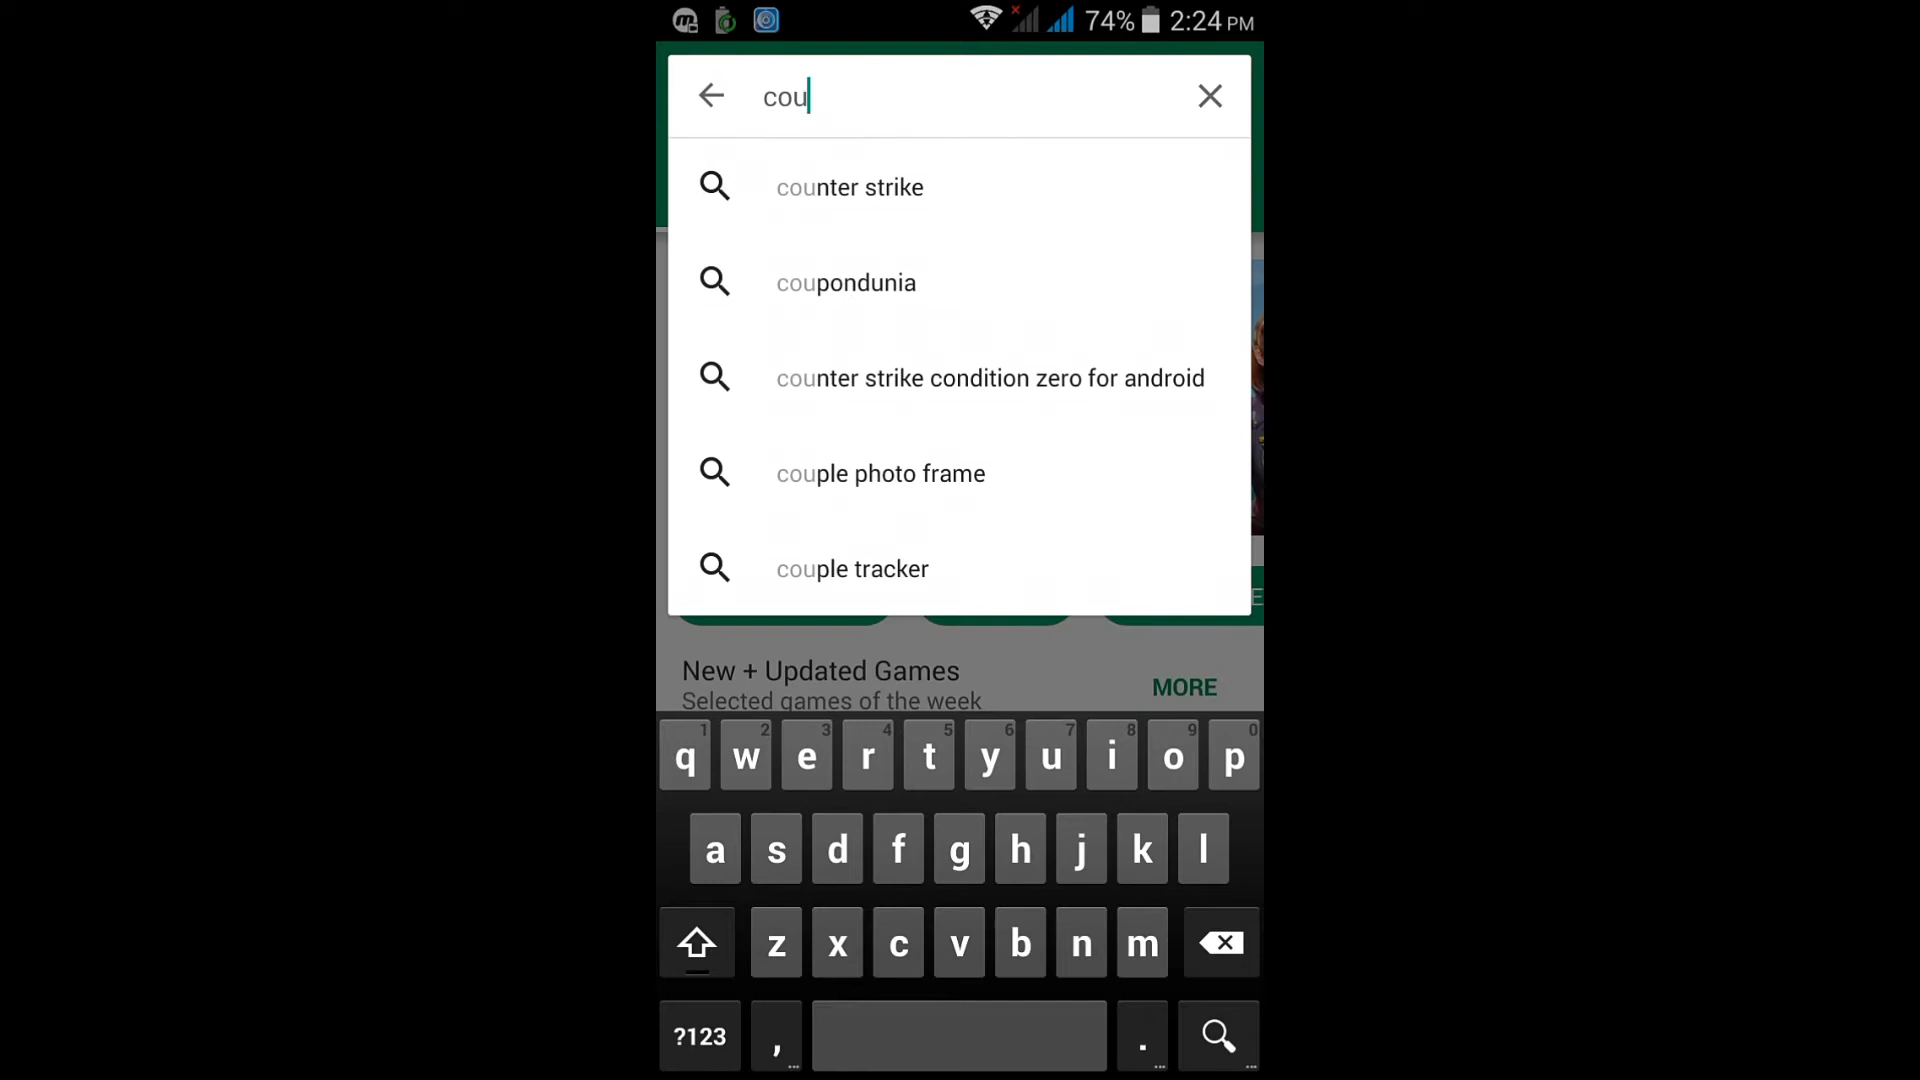 74% 2:24 PM
cou
counter strike
coupondunia
counter strike condition zero for android
couple photo frame
couple tracker
E
New + Updated Games
MORE
Selected games of the week
1 2 3 4 5 6 7 8 9 0
q w e r t y u i o p
a s d f g h j k l
z x c v b n m
?123 , .